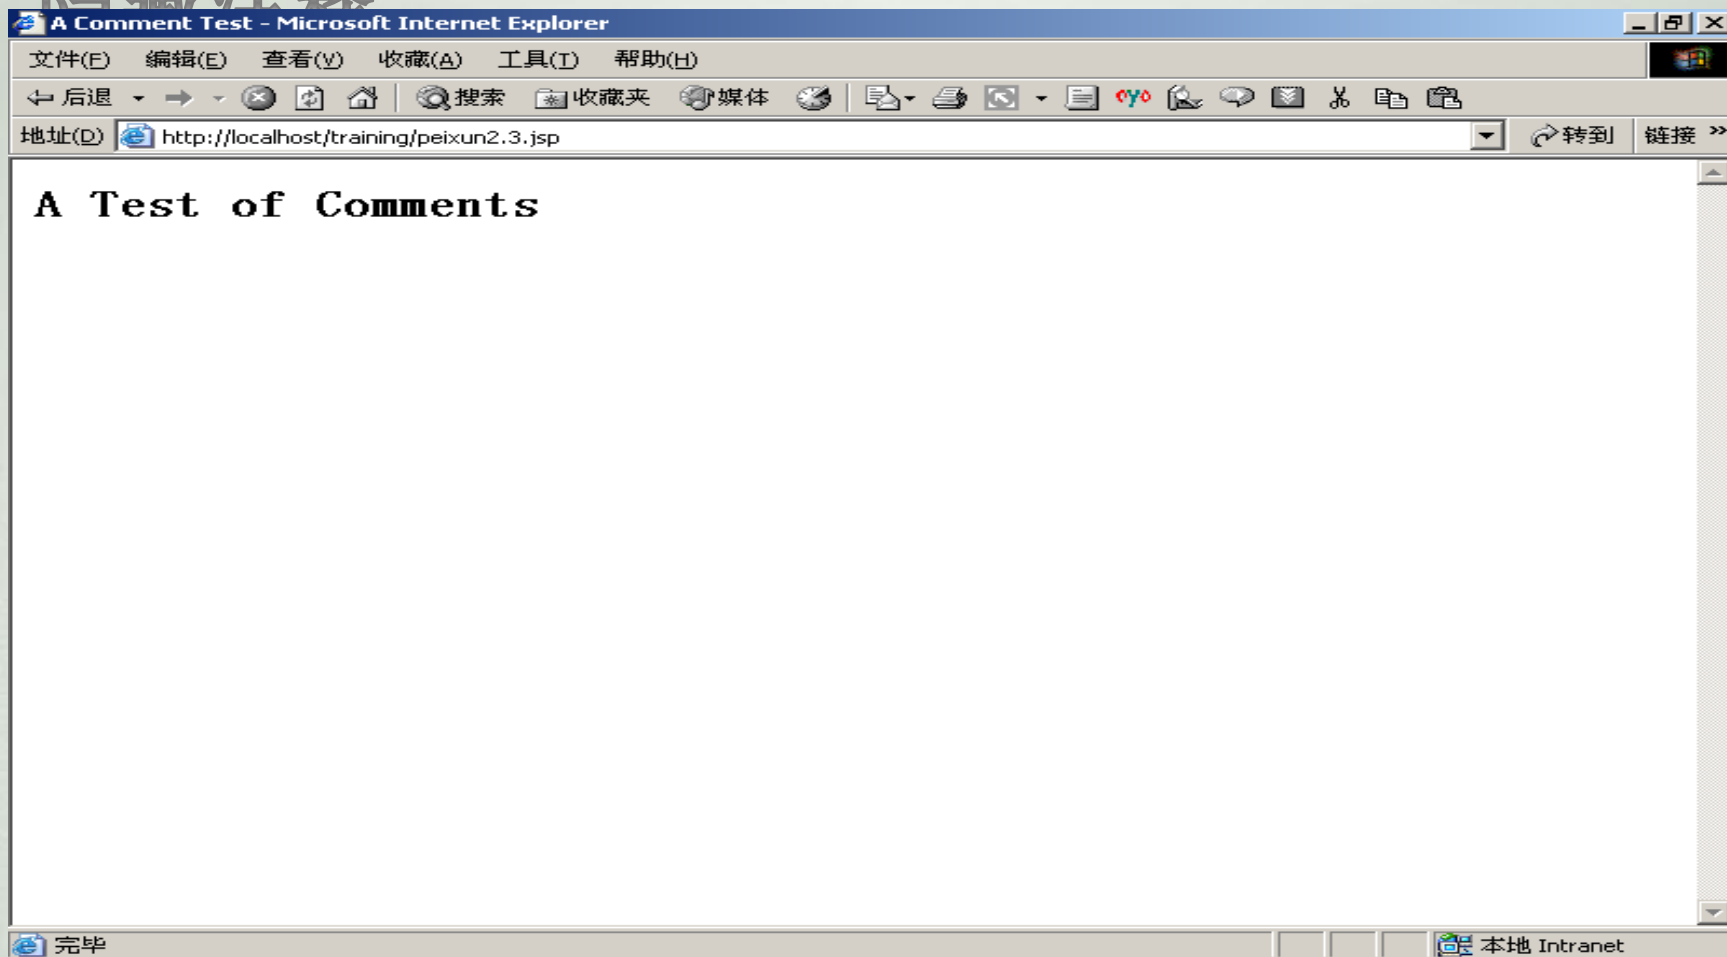 A Comment Test - Microsoft Internet Explorer
文件(F) 编辑(E) 查看(V) 收藏(A) 工具(T) 帮助(H)
后退 搜索 收藏夹 媒体
地址(D) http://localhost/training/peixun2.3.jsp 转到 链接 »
A Test of Comments
完毕 本地 Intranet